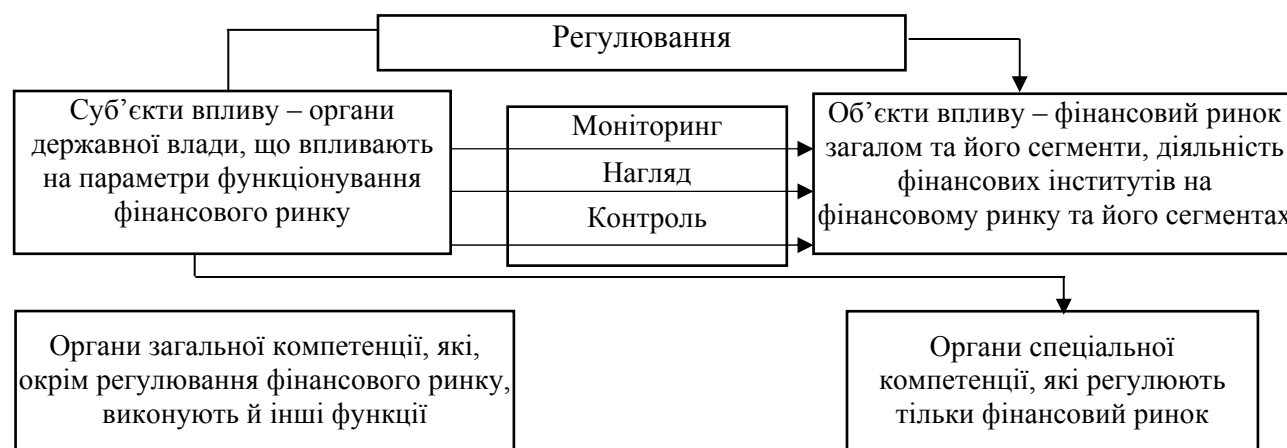 Регулювання
Суб’єкти впливу – органи
державної влади, що впливають
на параметри функціонування
фінансового ринку
Моніторинг
Нагляд
Контроль
Об’єкти впливу – фінансовий ринок
загалом та його сегменти, діяльність
фінансових інститутів на
фінансовому ринку та його сегментах
Органи загальної компетенції, які,
окрім регулювання фінансового ринку,
виконують й інші функції
Органи спеціальної
компетенції, які регулюють
тільки фінансовий ринок